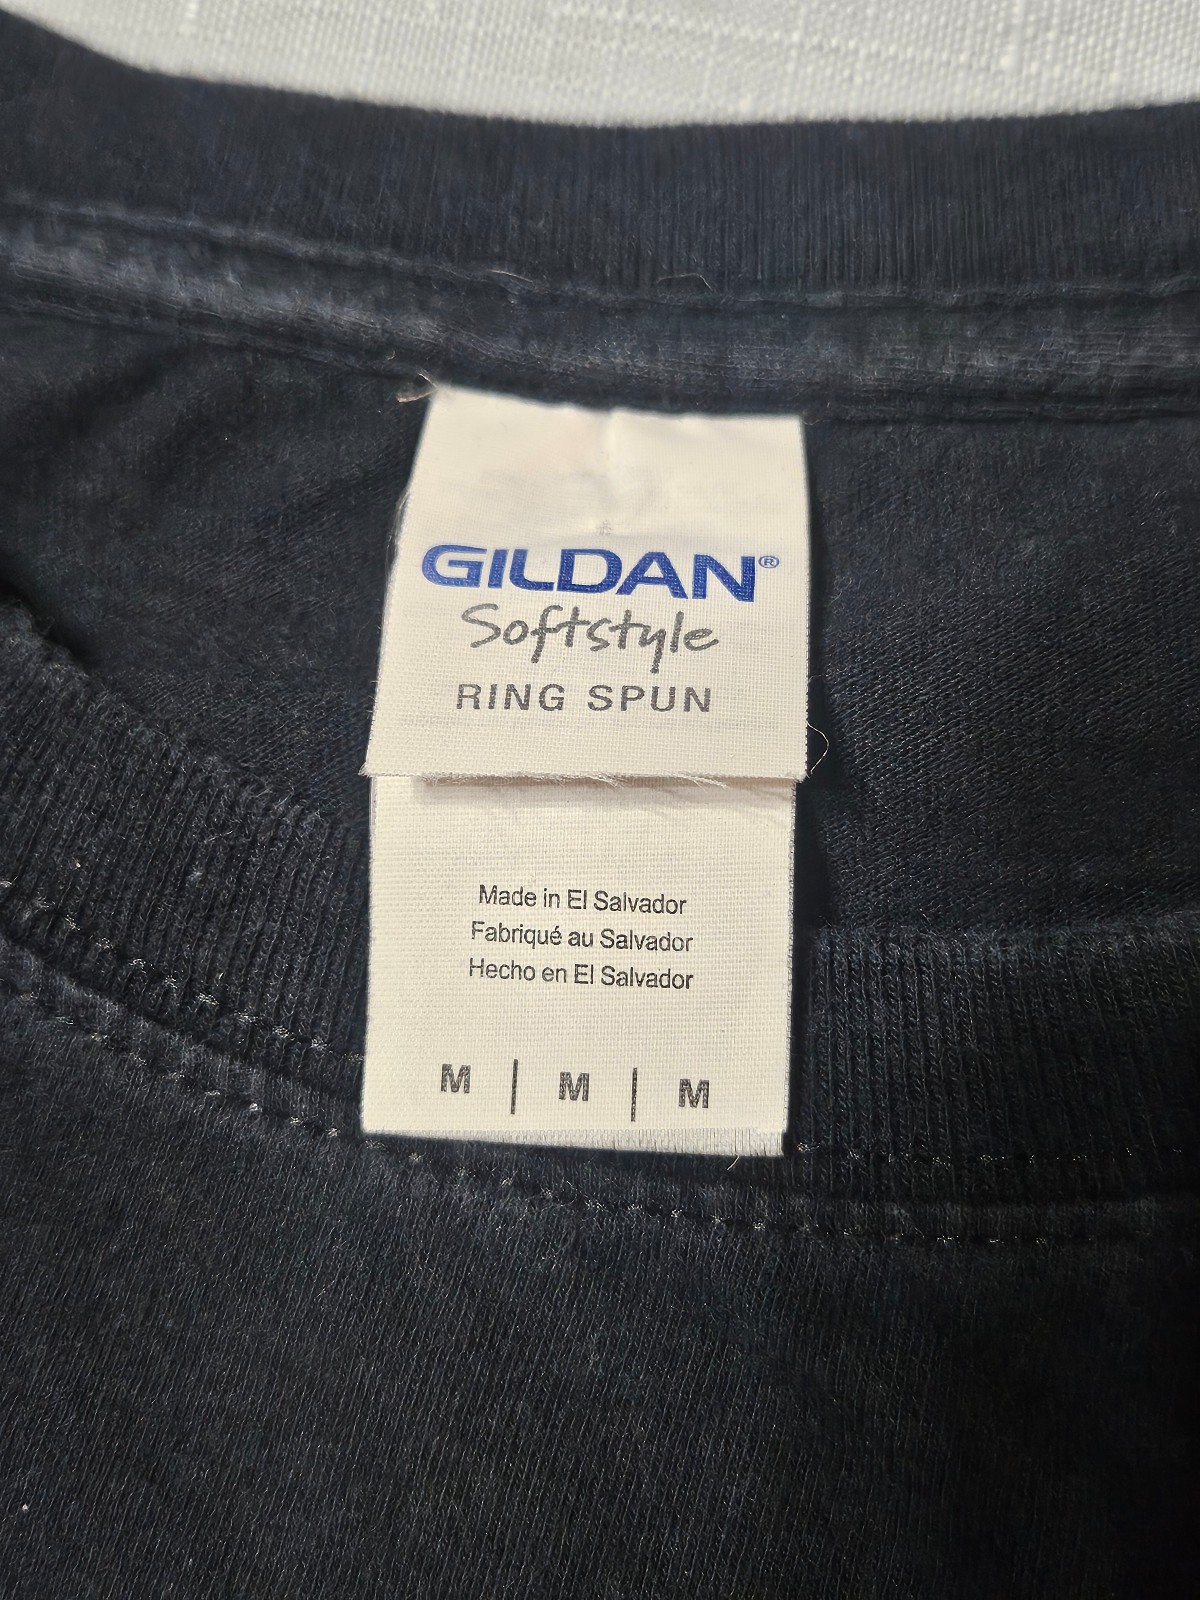 GILDAN®
Softstyle
RING SPUN
Made in El Salvador
Fabriqué au Salvador
Hecho en El Salvador
M | M | M